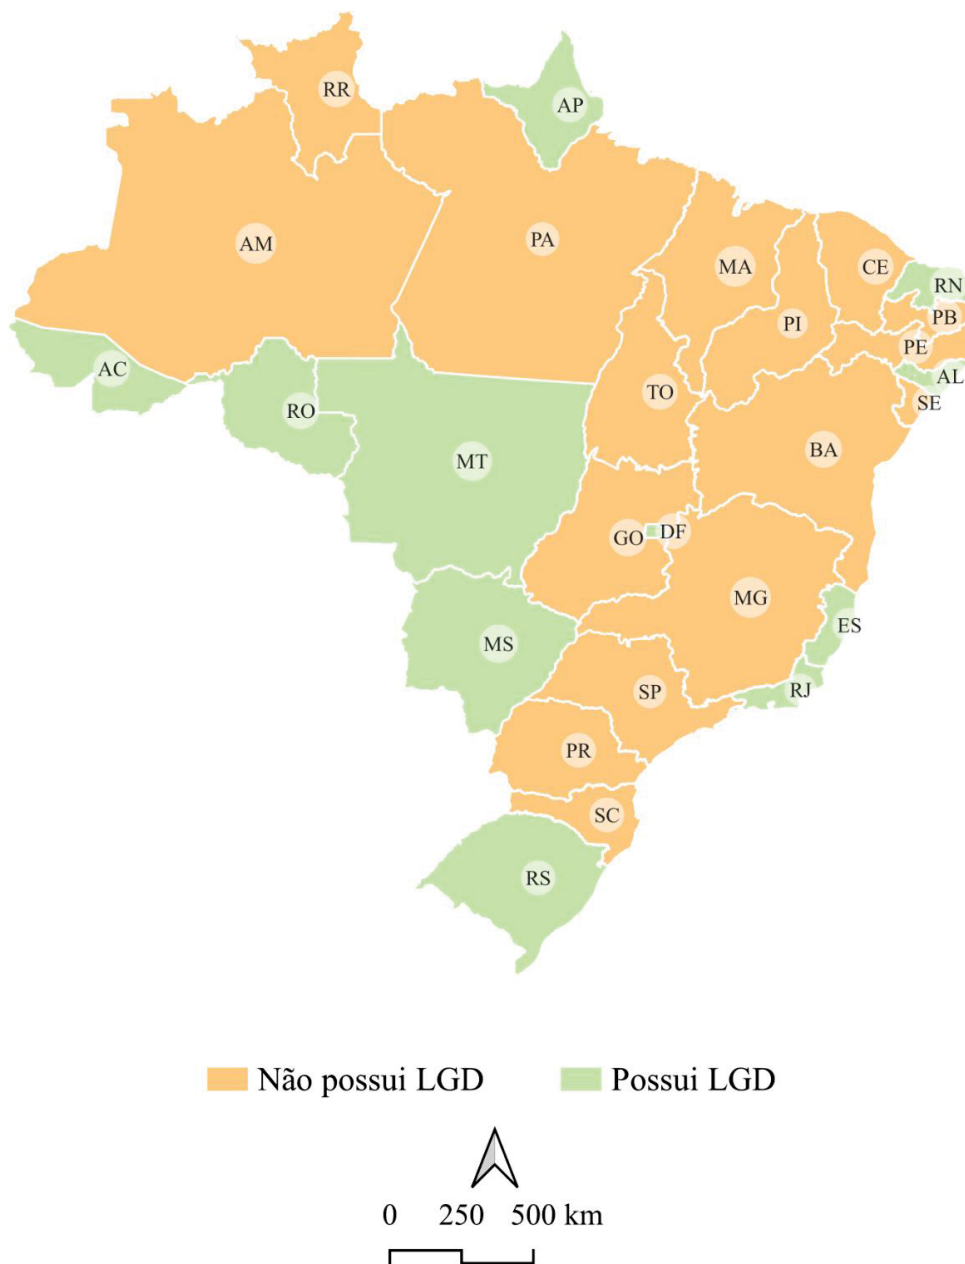 RR
AP
AM
PA
MA
CE
RN
PB
PI
PE
AL
SE
AC
RO
TO
MT
BA
GO
DF
MG
ES
MS
SP
RJ
PR
SC
RS
Não possui LGD
Possui LGD
0 250 500 km